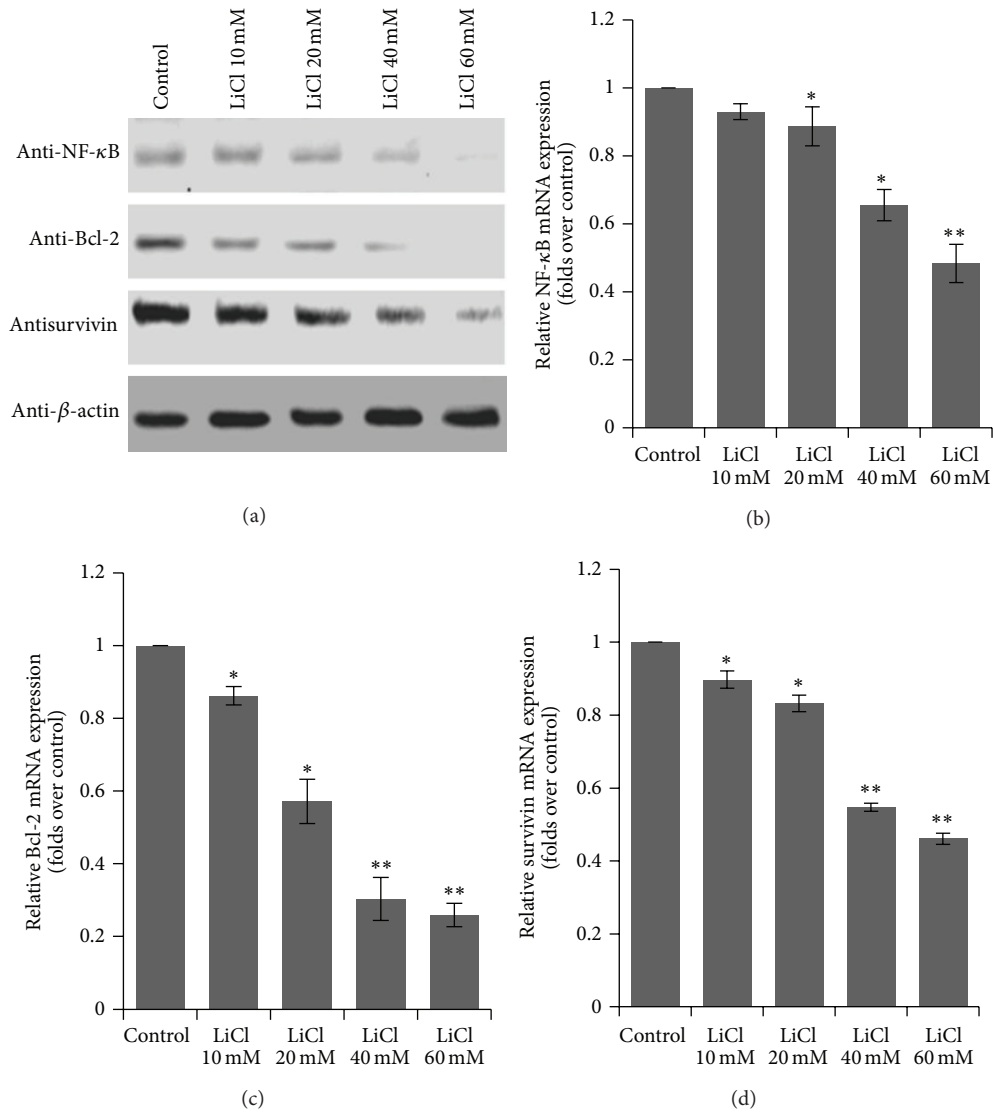 Control
LiCl 10 mM
LiCl 20 mM
LiCl 40 mM
LiCl 60 mM
Anti-NF-κB
Anti-Bcl-2
Antisurvivin
Anti-β-actin
(a)
Relative NF-κB mRNA expression
(folds over control)
1.2
1
0.8
0.6
0.4
0.2
0
*
*
**
Control
LiCl
10 mM
LiCl
20 mM
LiCl
40 mM
LiCl
60 mM
(b)
Relative Bcl-2 mRNA expression
(folds over control)
1.2
1
0.8
0.6
0.4
0.2
0
*
*
**
**
Control
LiCl
10 mM
LiCl
20 mM
LiCl
40 mM
LiCl
60 mM
(c)
Relative survivin mRNA expression
(folds over control)
1.2
1
0.8
0.6
0.4
0.2
0
*
*
**
**
Control
LiCl
10 mM
LiCl
20 mM
LiCl
40 mM
LiCl
60 mM
(d)